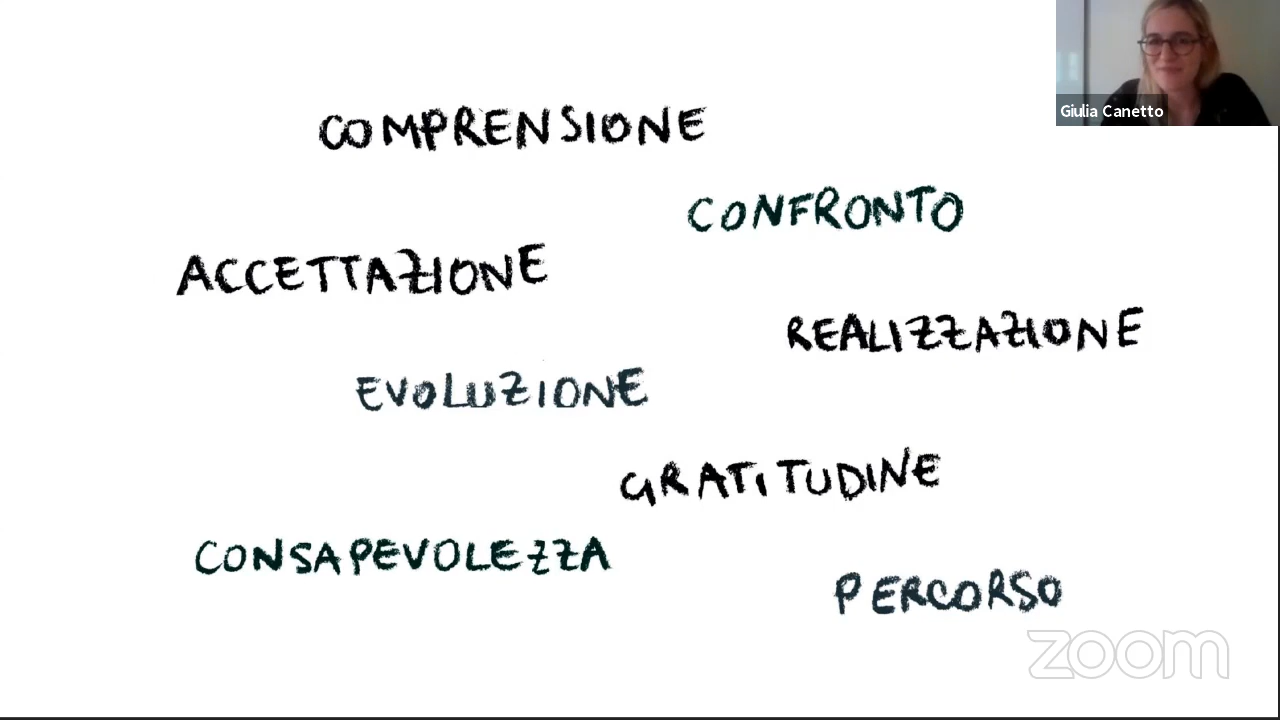 Giulia Canetto
COMPRENSIONE
CONFRONTO
ACCETTAZIONE
REALIZZAZIONE
EVOLUZIONE
GRATITUDINE
CONSAPEVOLEZZA
PERCORSO
zoom